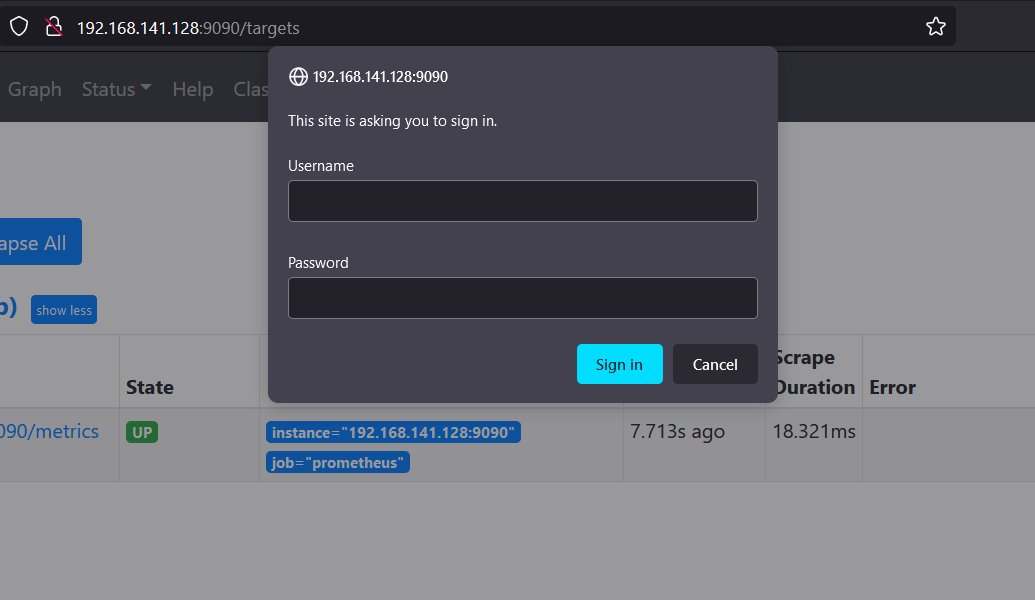 192.168.141.128:9090/targets
Graph Status Help Clas
192.168.141.128:9090
This site is asking you to sign in.
Username
Password
Sign in Cancel
apse All
o) show less
State Scrape Duration Error
090/metrics UP instance="192.168.141.128:9090" 7.713s ago 18.321ms
job="prometheus"